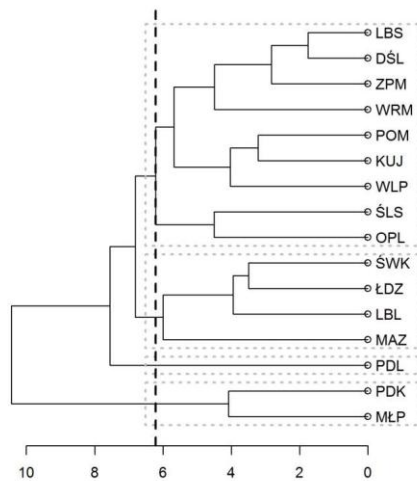 LBS
DŚL
ZPM
WRM
POM
KUJ
WLP
ŚLS
OPL
ŚWK
ŁDZ
LBL
MAZ
PDL
PDK
MŁP
10 8 6 4 2 0